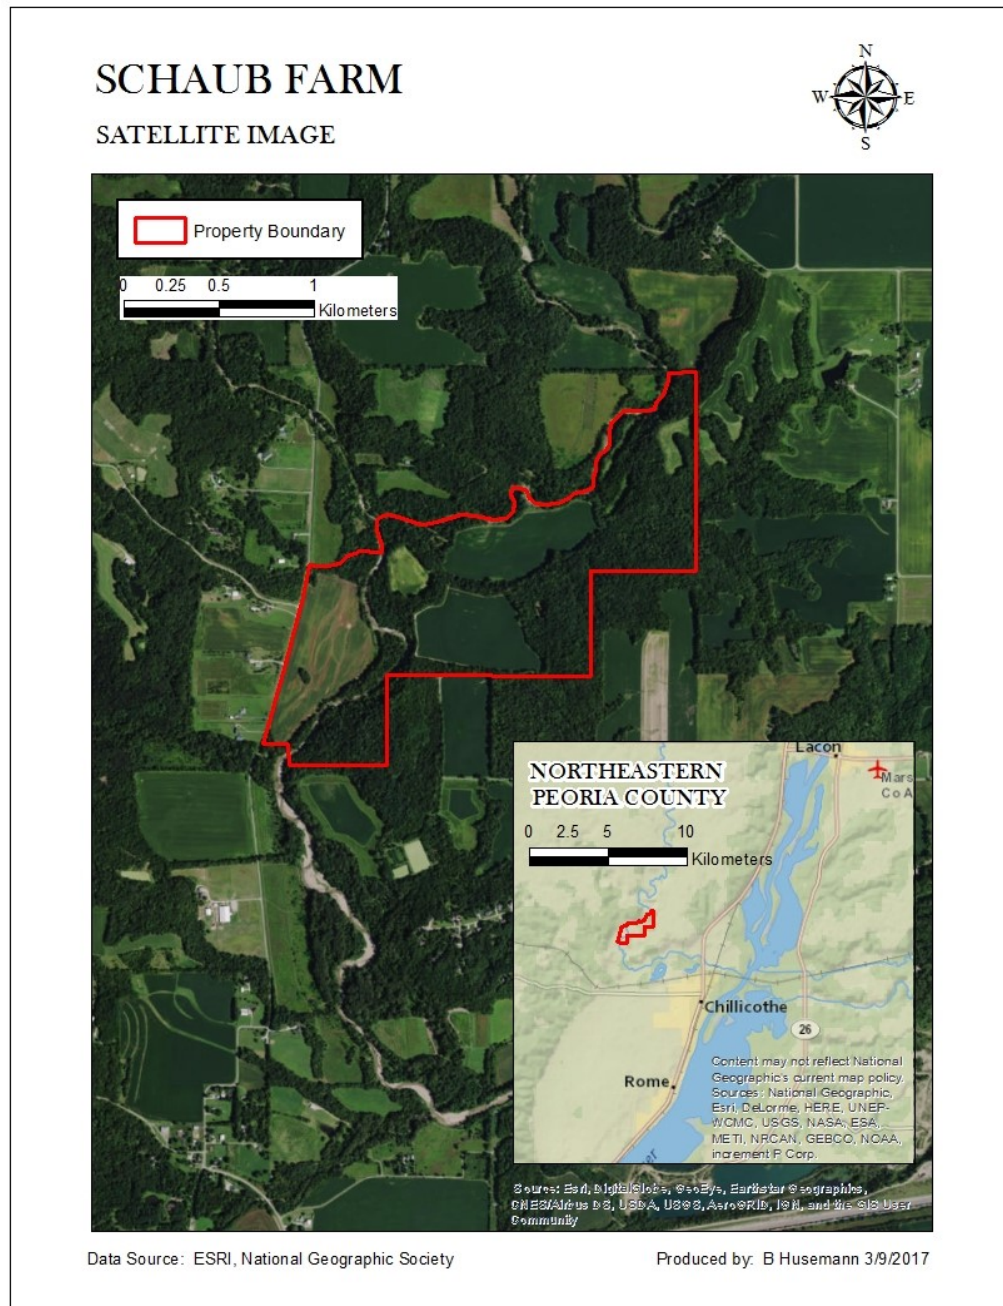 SCHAUB FARM
SATELLITE IMAGE
N
W E
S
Property Boundary
0 0.25 0.5 1
Kilometers
NORTHEASTERN
PEORIA COUNTY
0 2.5 5 10
Kilometers
Lacon
Mars
Co A
Chillicothe
26
Rome
Content may not reflect National
Geographic's current map policy.
Sources: National Geographic,
Esri, DeLorme, HERE, UNEP-
WCMC, USGS, NASA, ESA,
METI, NRCAN, GEBCO, NOAA,
increment P Corp.
Source: Esri, DigitalGlobe, GeoEye, Earthstar Geographics,
CNES/Airbus DS, USDA, USGS, AeroGRID, IGN, and the GIS User
Community
Data Source: ESRI, National Geographic Society
Produced by: B Husemann 3/9/2017